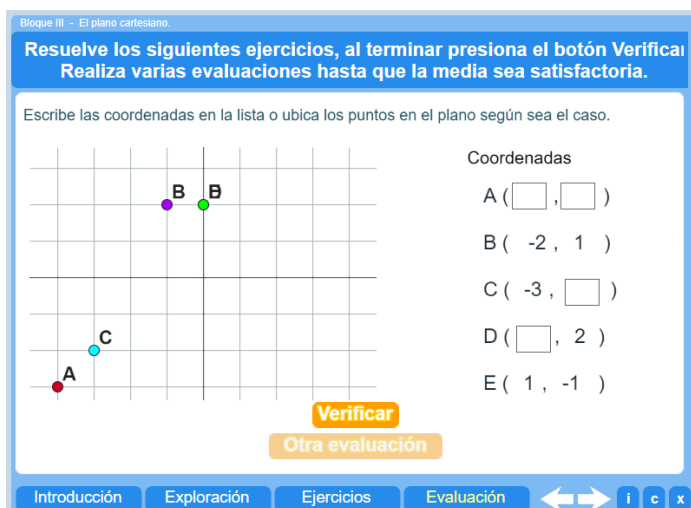 Bloque III - El plano cartesiano.
Resuelve los siguientes ejercicios, al terminar presiona el botón Verificar
Realiza varias evaluaciones hasta que la media sea satisfactoria.
Escribe las coordenadas en la lista o ubica los puntos en el plano según sea el caso.
Coordenadas
A ( , )
B ( -2 , 1 )
C ( -3 , )
D ( , 2 )
E ( 1 , -1 )
B
C
A
Verificar
Otra evaluación
Introducción Exploración Ejercicios Evaluación i c x